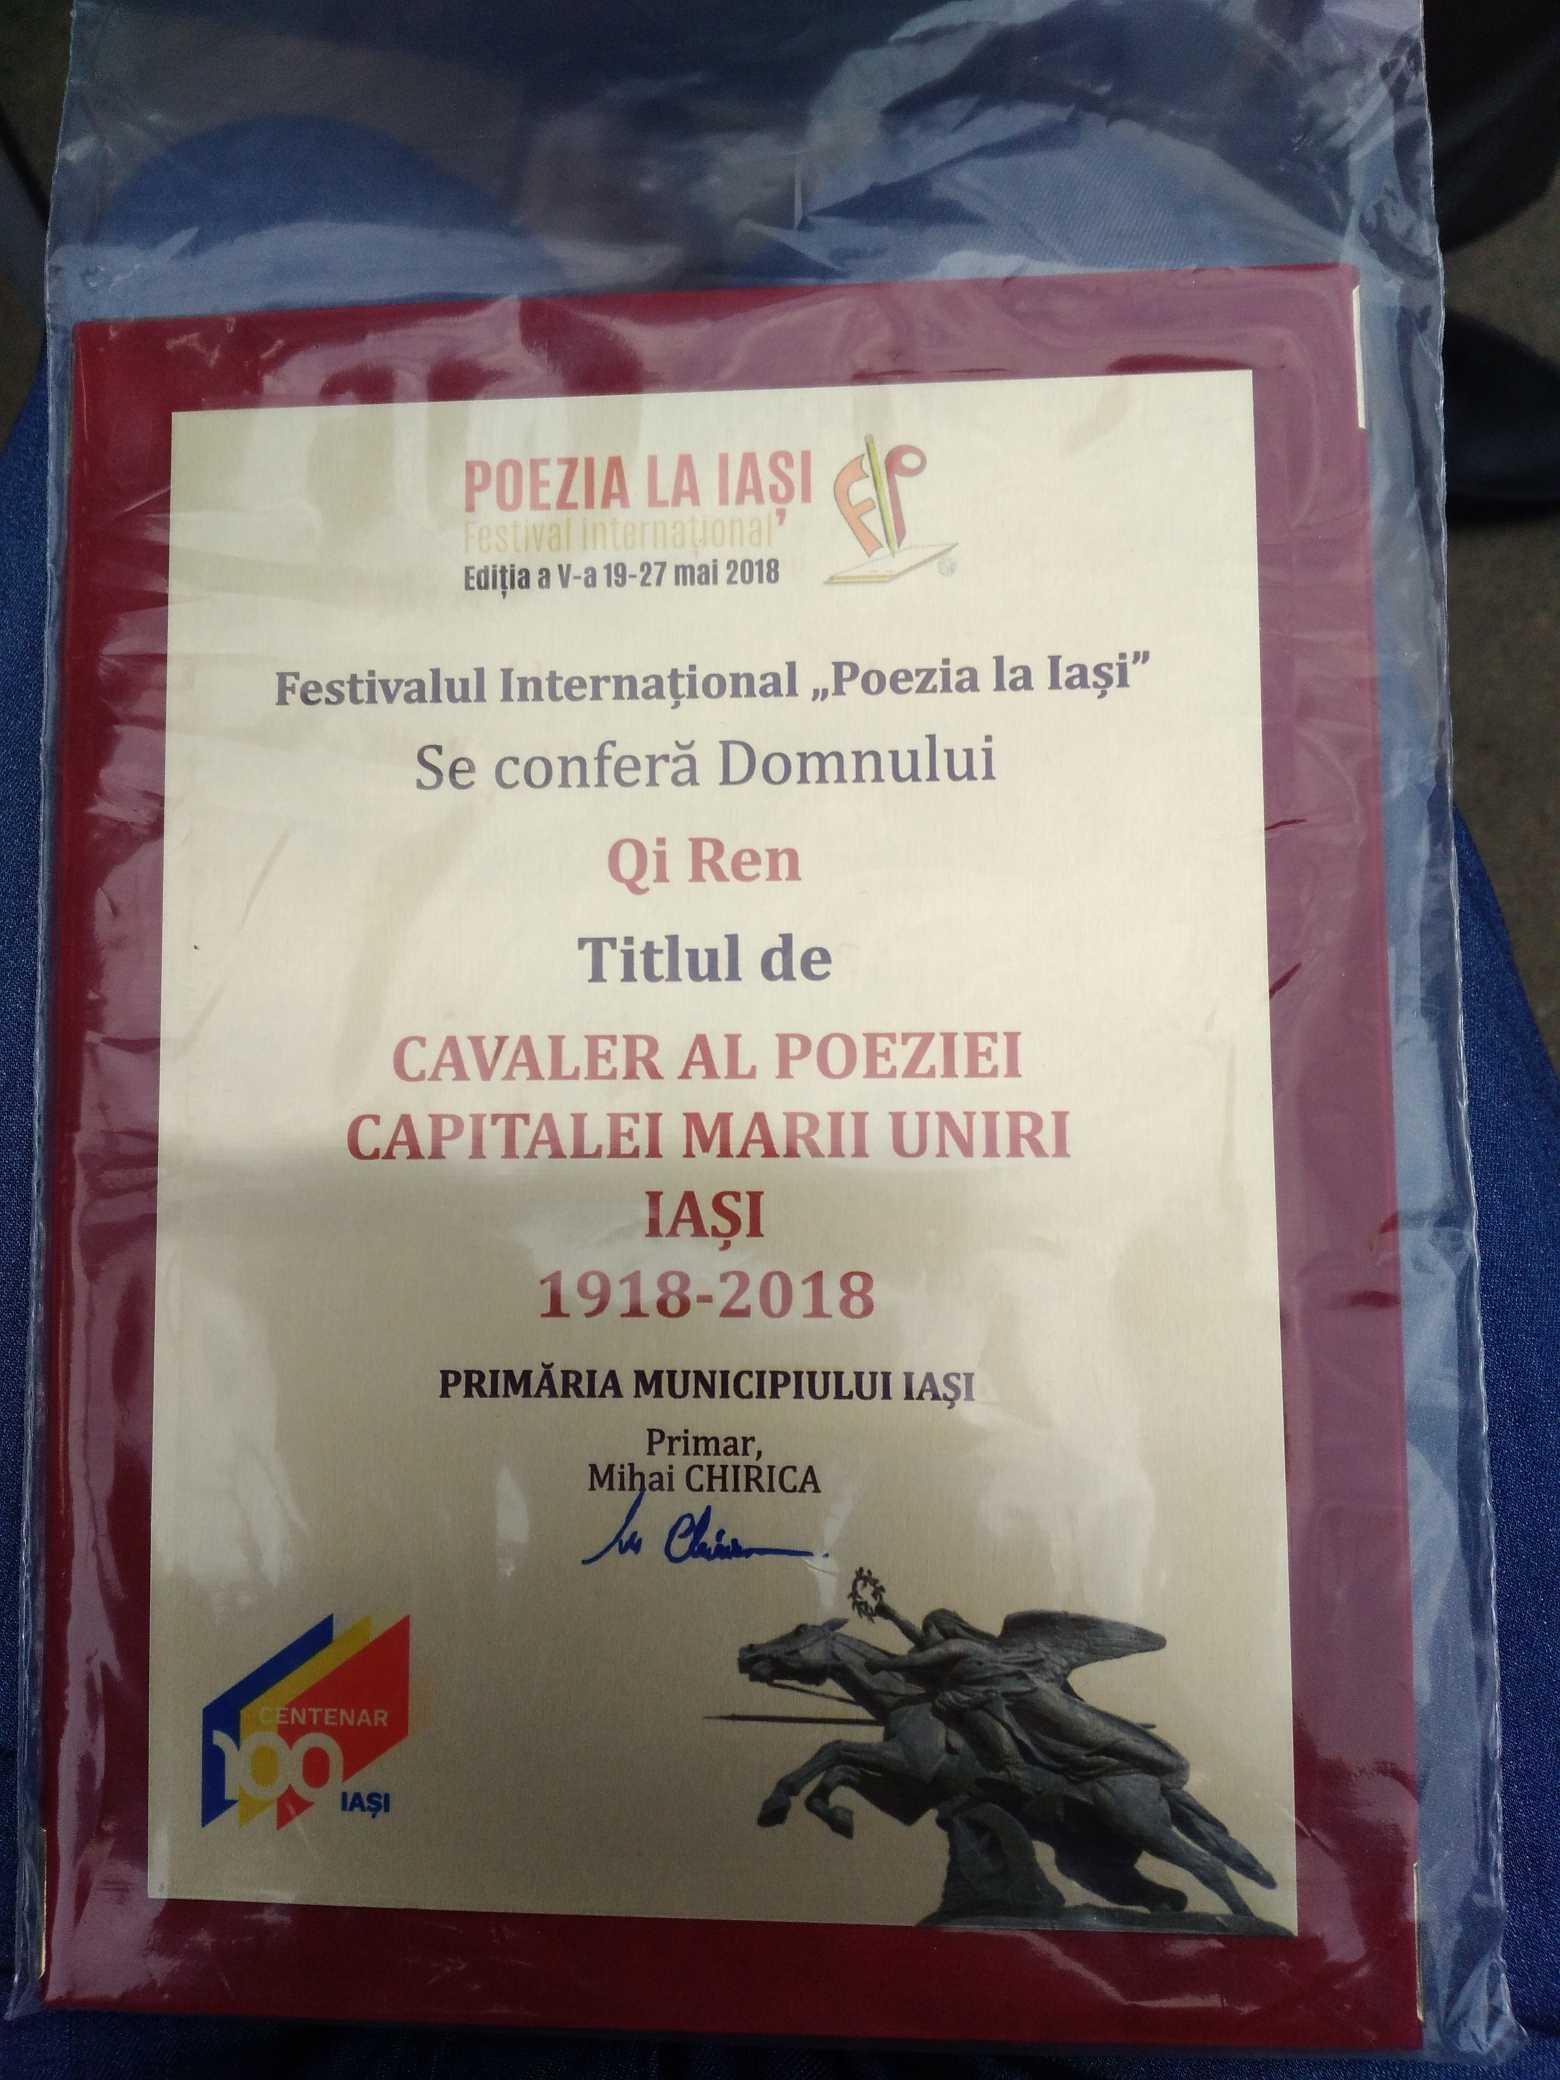 POEZIA LA IAȘI
Festival Internațional
Ediția a V-a 19-27 mai 2018
Festivalul Internațional „Poezia la Iași”
Se conferă Domnului
Qi Ren
Titlul de
CAVALER AL POEZIEI
CAPITALEI MARII UNIRI
IAȘI
1918-2018
PRIMĂRIA MUNICIPIULUI IAŞI
Primar,
Mihai CHIRICA
CENTENAR
100
IAȘI